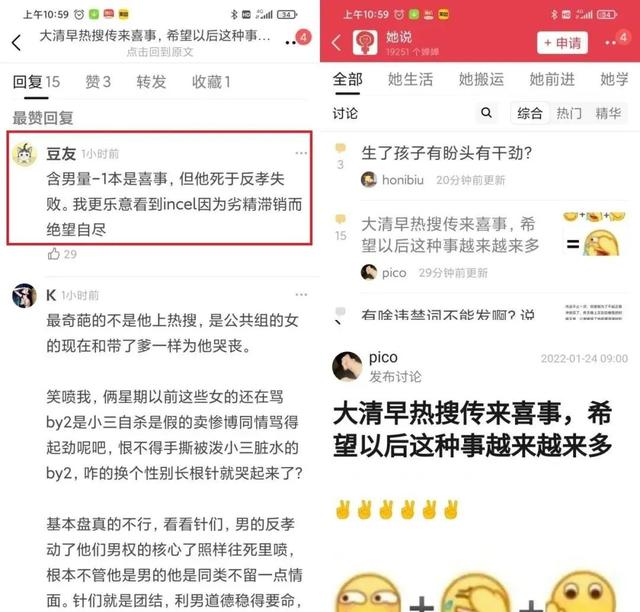 上午10:59
4G
34
大清早热搜传来喜事，希望以后这种事...
点击回到原文
4
回复 15
赞 3
转发
收藏 1
最赞回复
豆友 1小时前
含男量-1本是喜事，但他死于反孝失
败。我更乐意看到incel因为劣精滞销而
绝望自尽
29
K 1小时前
最奇葩的不是他上热搜，是公共组的女
的现在和带了爹一样为他哭丧。
笑喷我，俩星期以前这些女的还在骂
by2是小三自杀是假的卖惨博同情骂得
起劲呢吧，恨不得手撕被泼小三脏水的
by2，咋的换个性别长根针就哭起来了？
基本盘真的不行，看看针们，男的反孝
动了他们男权的核心了照样往死里喷，
根本不管他是男的他是同类不留一点情
面。针们就是团结，利男道德稳得要命，
上午10:59
4G
34
她说
19251 个婶婶
+ 申请
4
全部
她生活
她搬运
她前进
她学
讨论
综合
热门
精华
3
生了孩子有盼头有干劲？
honibiu 20分钟前更新
15
大清早热搜传来喜事，希
望以后这种事越来越来多
pico 29分钟前更新
有啥违禁词不能发啊？说
pico
发布讨论
2022-01-24 09:00
大清早热搜传来喜事，希
望以后这种事越来越来多